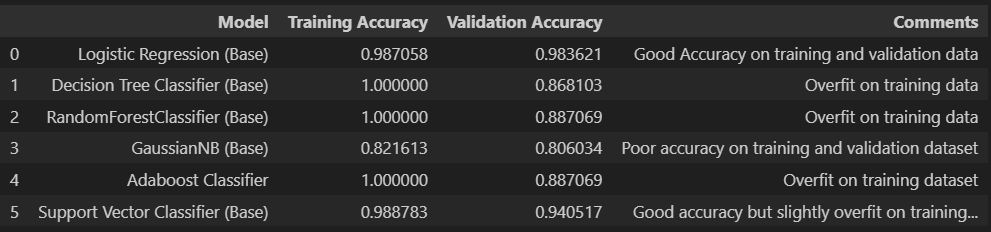 Model Training Accuracy Validation Accuracy Comments
0 Logistic Regression (Base) 0.987058 0.983621 Good Accuracy on training and validation data
1 Decision Tree Classifier (Base) 1.000000 0.868103 Overfit on training data
2 RandomForestClassifier (Base) 1.000000 0.887069 Overfit on training data
3 GaussianNB (Base) 0.821613 0.806034 Poor accuracy on training and validation dataset
4 Adaboost Classifier 1.000000 0.887069 Overfit on training dataset
5 Support Vector Classifier (Base) 0.988783 0.940517 Good accuracy but slightly overfit on training...